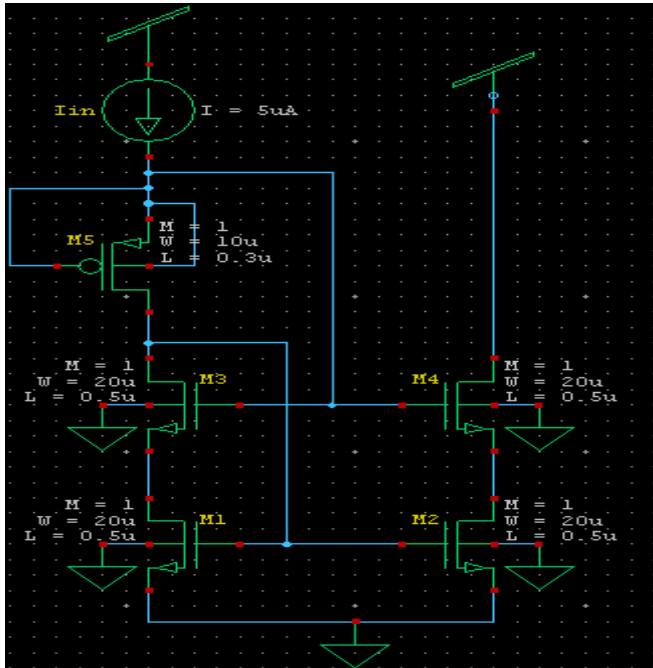 Iin
I = 5uA
M5
M = 1
W = 10u
L = 0.3u
M = 1
W = 20u
L = 0.5u
M3
M4
M = 1
W = 20u
L = 0.5u
M = 1
W = 20u
L = 0.5u
M1
M2
M = 1
W = 20u
L = 0.5u